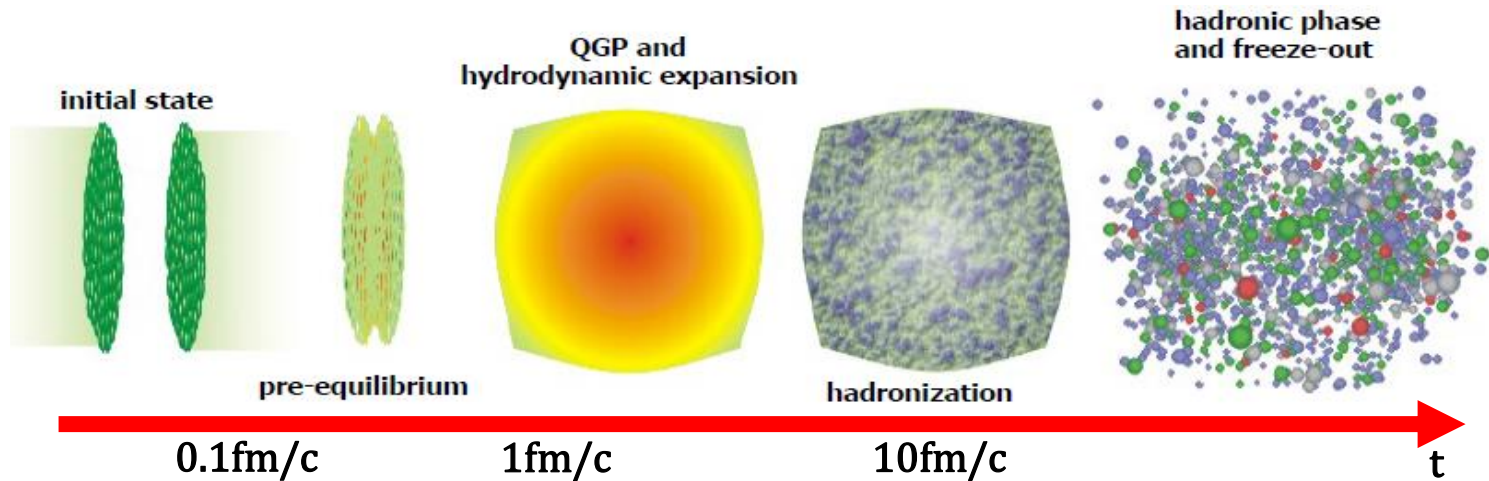 initial state
pre-equilibrium
QGP and
hydrodynamic expansion
hadronization
hadronic phase
and freeze-out
0.1fm/c
1fm/c
10fm/c
t